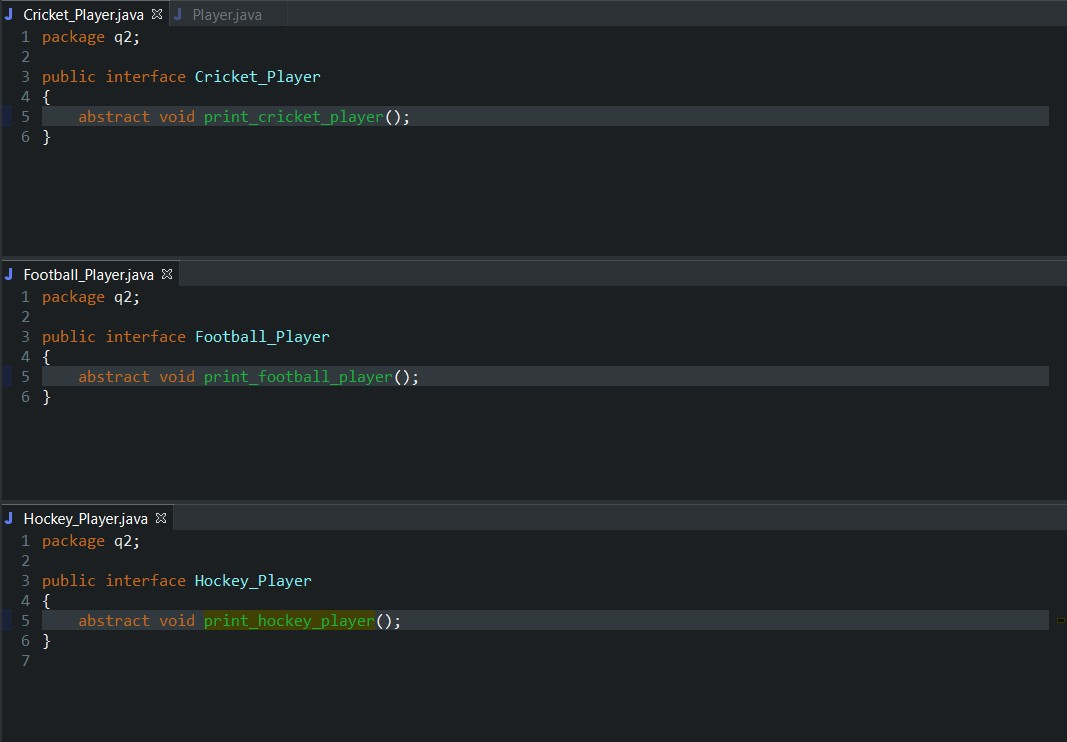 Cricket_Player.java Player.java
1 package q2;
2
3 public interface Cricket_Player
4 {
5 abstract void print_cricket_player();
6 }
Football_Player.java
1 package q2;
2
3 public interface Football_Player
4 {
5 abstract void print_football_player();
6 }
Hockey_Player.java
1 package q2;
2
3 public interface Hockey_Player
4 {
5 abstract void print_hockey_player();
6 }
7